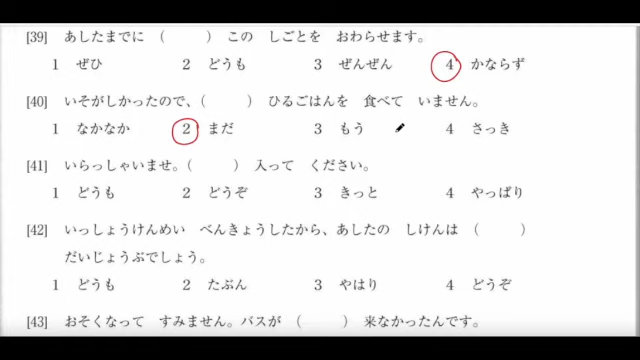 [39] あしたまでに ( ) この しごとを おわらせます。
1 ぜひ 2 どうも 3 ぜんぜん 4 かならず
[40] いそがしかったので、( ) ひるごはんを 食べて いません。
1 なかなか 2 まだ 3 もう 4 さっき
[41] いらっしゃいませ。( ) 入って ください。
1 どうも 2 どうぞ 3 きっと 4 やっぱり
[42] いっしょうけんめい べんきょうしたから、あしたの しけんは ( )
だいじょうぶでしょう。
1 どうも 2 たぶん 3 やはり 4 どうぞ
[43] おそくなって すみません。バスが ( ) 来なかったんです。